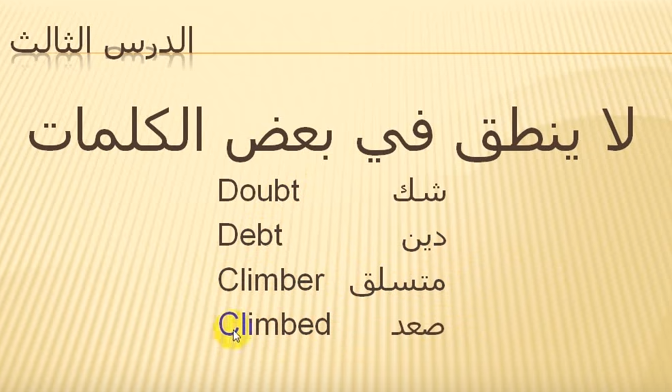 الدرس الثالث
لا ينطق في بعض الكلمات
Doubt شك
Debt دين
Climber متسلق
Climbed صعد